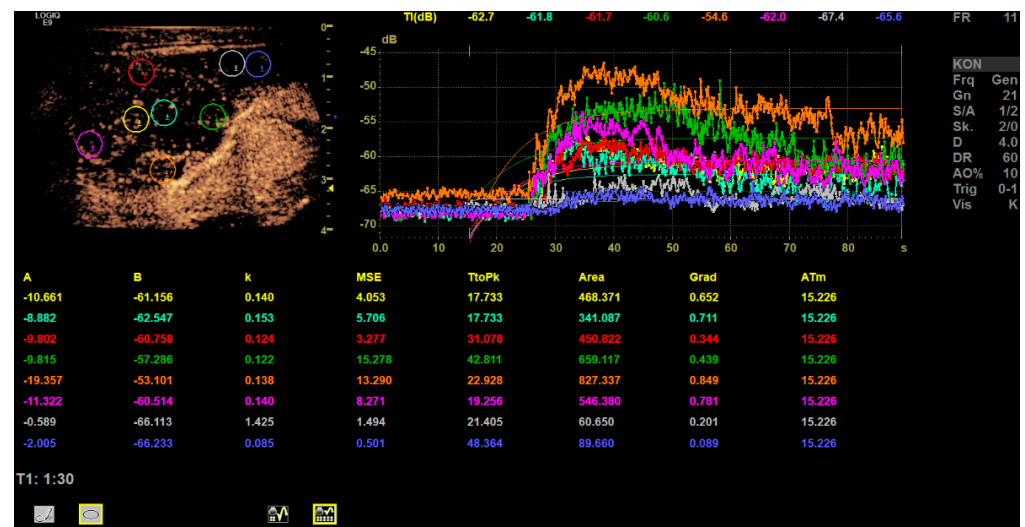 LOGIQ
E9
TI(dB) -62.7 -61.8 -61.7 -60.6 -54.6 -62.0 -67.4 -65.6
FR 11
KON
Frq Gen
Gn 21
S/A 1/2
Sk. 2/0
D 4.0
DR 60
AO% 10
Trig 0-1
Vis K
0
1
2
3
4
dB
-45
-50
-55
-60
-65
-70
0.0 10 20 30 40 50 60 70 80 s
A B k MSE TtoPk Area Grad ATm
-10.661 -61.156 0.140 4.053 17.733 468.371 0.652 15.226
-8.882 -62.547 0.153 5.706 17.733 341.087 0.711 15.226
-9.802 -60.758 0.124 3.277 31.078 450.822 0.344 15.226
-9.815 -57.286 0.122 15.278 42.811 659.117 0.439 15.226
-19.357 -53.101 0.138 13.290 22.928 827.337 0.849 15.226
-11.322 -60.514 0.140 8.271 19.256 546.380 0.781 15.226
-0.589 -66.113 1.425 1.494 21.405 60.650 0.201 15.226
-2.005 -66.233 0.085 0.501 48.364 89.660 0.089 15.226
T1: 1:30